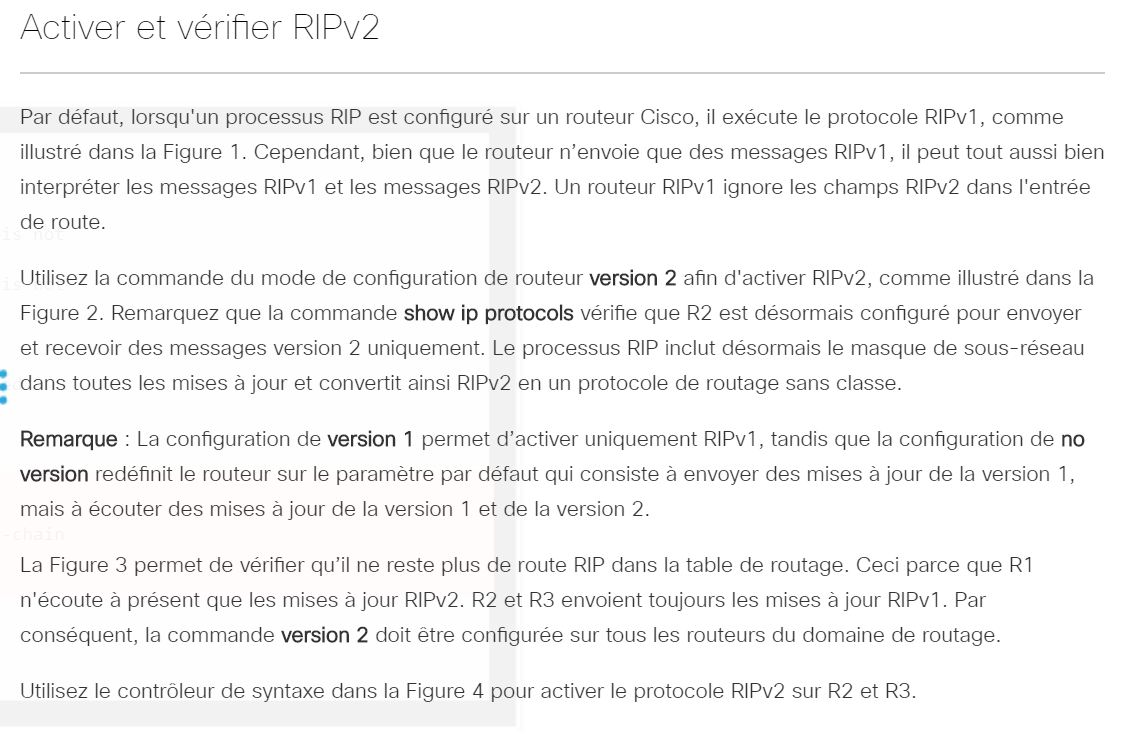 Activer et vérifier RIPv2
Par défaut, lorsqu'un processus RIP est configuré sur un routeur Cisco, il exécute le protocole RIPv1, comme
illustré dans la Figure 1. Cependant, bien que le routeur n’envoie que des messages RIPv1, il peut tout aussi bien
interpréter les messages RIPv1 et les messages RIPv2. Un routeur RIPv1 ignore les champs RIPv2 dans l'entrée
de route.
is not
Utilisez la commande du mode de configuration de routeur version 2 afin d'activer RIPv2, comme illustré dans la
is
Figure 2. Remarquez que la commande show ip protocols vérifie que R2 est désormais configuré pour envoyer
et recevoir des messages version 2 uniquement. Le processus RIP inclut désormais le masque de sous-réseau
dans toutes les mises à jour et convertit ainsi RIPv2 en un protocole de routage sans classe.
Remarque : La configuration de version 1 permet d’activer uniquement RIPv1, tandis que la configuration de no
version redéfinit le routeur sur le paramètre par défaut qui consiste à envoyer des mises à jour de la version 1,
mais à écouter des mises à jour de la version 1 et de la version 2.
-chain
La Figure 3 permet de vérifier qu’il ne reste plus de route RIP dans la table de routage. Ceci parce que R1
n'écoute à présent que les mises à jour RIPv2. R2 et R3 envoient toujours les mises à jour RIPv1. Par
conséquent, la commande version 2 doit être configurée sur tous les routeurs du domaine de routage.
Utilisez le contrôleur de syntaxe dans la Figure 4 pour activer le protocole RIPv2 sur R2 et R3.